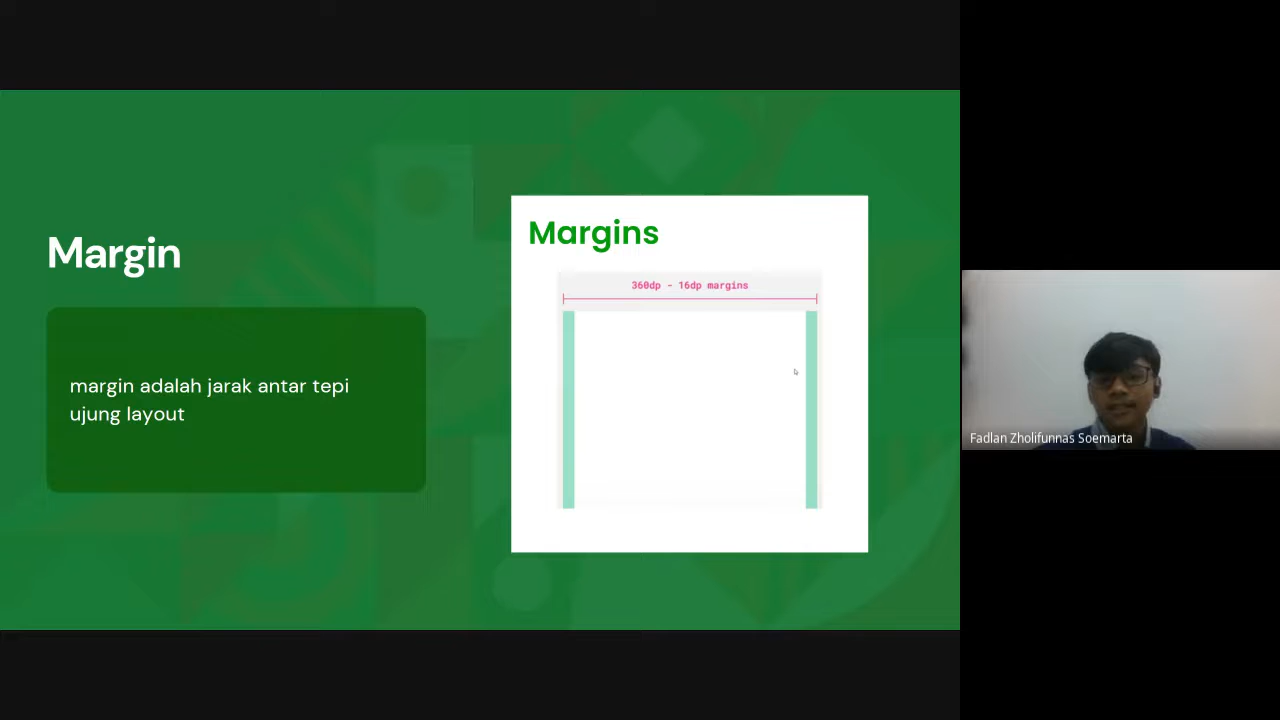 Margin
margin adalah jarak antar tepi
ujung layout
Margins
360dp - 16dp margins
Fadlan Zholifunnas Soemarta